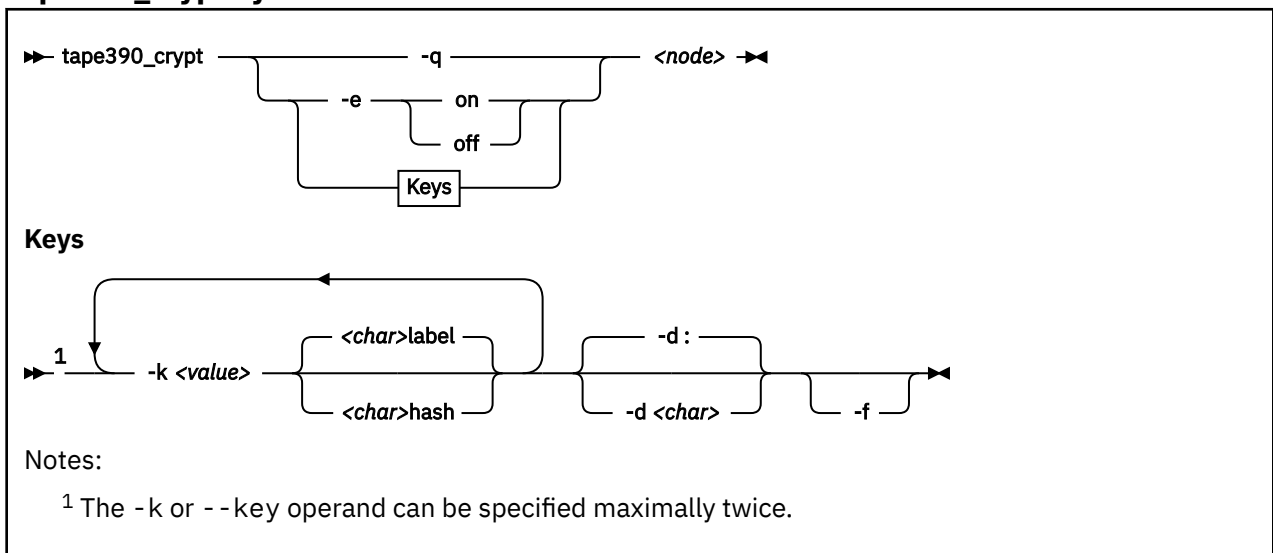 tape390_crypt -q <node>
-e on
off
Keys
Keys
<char>label -d :
1 -k <value>
<char>hash -d <char> -f
Notes:
1 The -k or --key operand can be specified maximally twice.